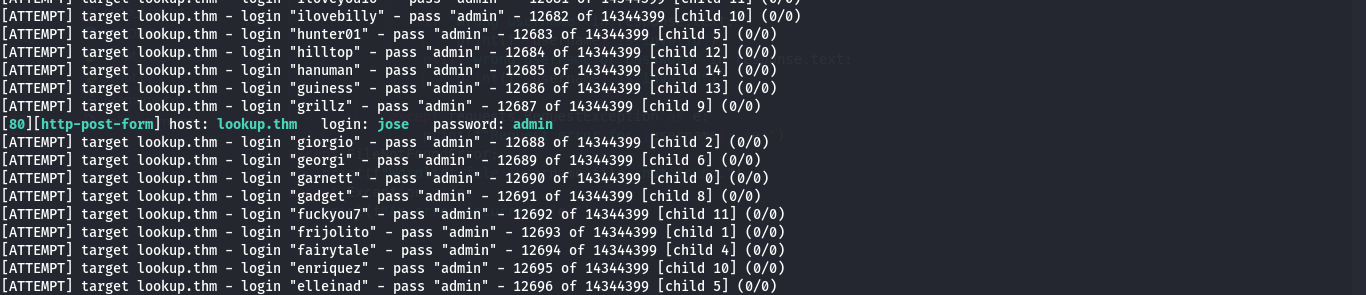 [ATTEMPT] target lookup.thm - login "iloveyou16" - pass "admin" - 12681 of 14344399 [child 11] (0/0)
[ATTEMPT] target lookup.thm - login "ilovebilly" - pass "admin" - 12682 of 14344399 [child 10] (0/0)
[ATTEMPT] target lookup.thm - login "hunter01" - pass "admin" - 12683 of 14344399 [child 5] (0/0)
[ATTEMPT] target lookup.thm - login "hilltop" - pass "admin" - 12684 of 14344399 [child 12] (0/0)
[ATTEMPT] target lookup.thm - login "hanuman" - pass "admin" - 12685 of 14344399 [child 14] (0/0)
[ATTEMPT] target lookup.thm - login "guiness" - pass "admin" - 12686 of 14344399 [child 13] (0/0)
[ATTEMPT] target lookup.thm - login "grillz" - pass "admin" - 12687 of 14344399 [child 9] (0/0)
[80][http-post-form] host: lookup.thm login: jose password: admin
[ATTEMPT] target lookup.thm - login "giorgio" - pass "admin" - 12688 of 14344399 [child 2] (0/0)
[ATTEMPT] target lookup.thm - login "georgi" - pass "admin" - 12689 of 14344399 [child 6] (0/0)
[ATTEMPT] target lookup.thm - login "garnett" - pass "admin" - 12690 of 14344399 [child 0] (0/0)
[ATTEMPT] target lookup.thm - login "gadget" - pass "admin" - 12691 of 14344399 [child 8] (0/0)
[ATTEMPT] target lookup.thm - login "fuckyou7" - pass "admin" - 12692 of 14344399 [child 11] (0/0)
[ATTEMPT] target lookup.thm - login "frijolito" - pass "admin" - 12693 of 14344399 [child 1] (0/0)
[ATTEMPT] target lookup.thm - login "fairytale" - pass "admin" - 12694 of 14344399 [child 4] (0/0)
[ATTEMPT] target lookup.thm - login "enriquez" - pass "admin" - 12695 of 14344399 [child 10] (0/0)
[ATTEMPT] target lookup.thm - login "elleinad" - pass "admin" - 12696 of 14344399 [child 5] (0/0)